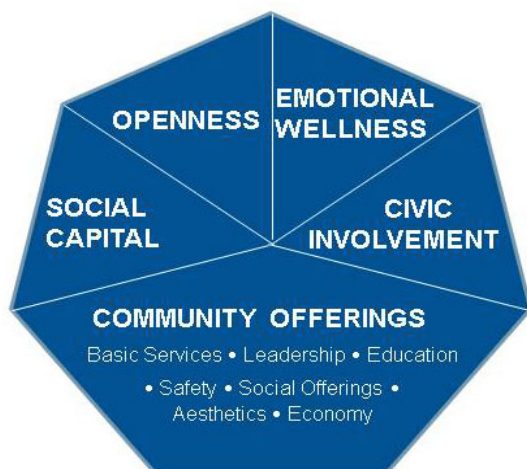 OPENNESS
EMOTIONAL
WELLNESS
SOCIAL
CAPITAL
CIVIC
INVOLVEMENT
COMMUNITY OFFERINGS
Basic Services • Leadership • Education
• Safety • Social Offerings •
Aesthetics • Economy